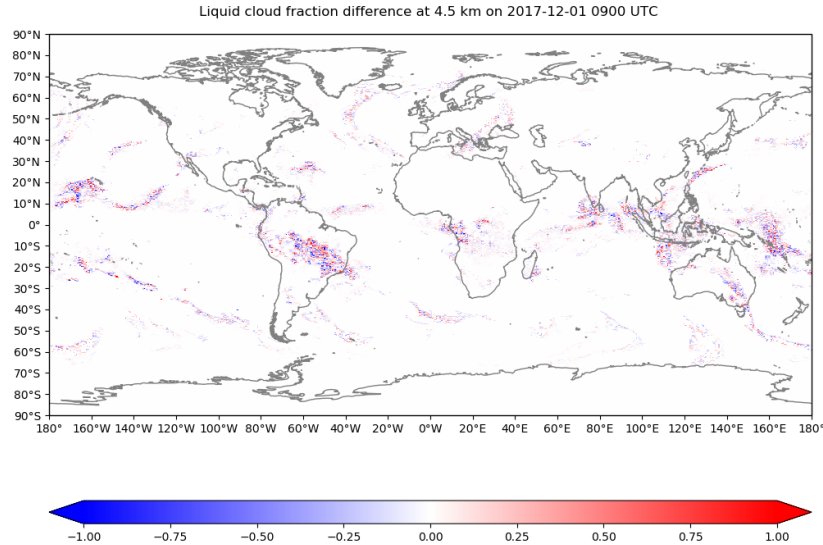 Liquid cloud fraction difference at 4.5 km on 2017-12-01 0900 UTC
90°N
80°N
70°N
60°N
50°N
40°N
30°N
20°N
10°N
0°
10°S
20°S
30°S
40°S
50°S
60°S
70°S
80°S
90°S
180° 160°W 140°W 120°W 100°W 80°W 60°W 40°W 20°W 0°W 20°E 40°E 60°E 80°E 100°E 120°E 140°E 160°E 180°
−1.00 −0.75 −0.50 −0.25 0.00 0.25 0.50 0.75 1.00